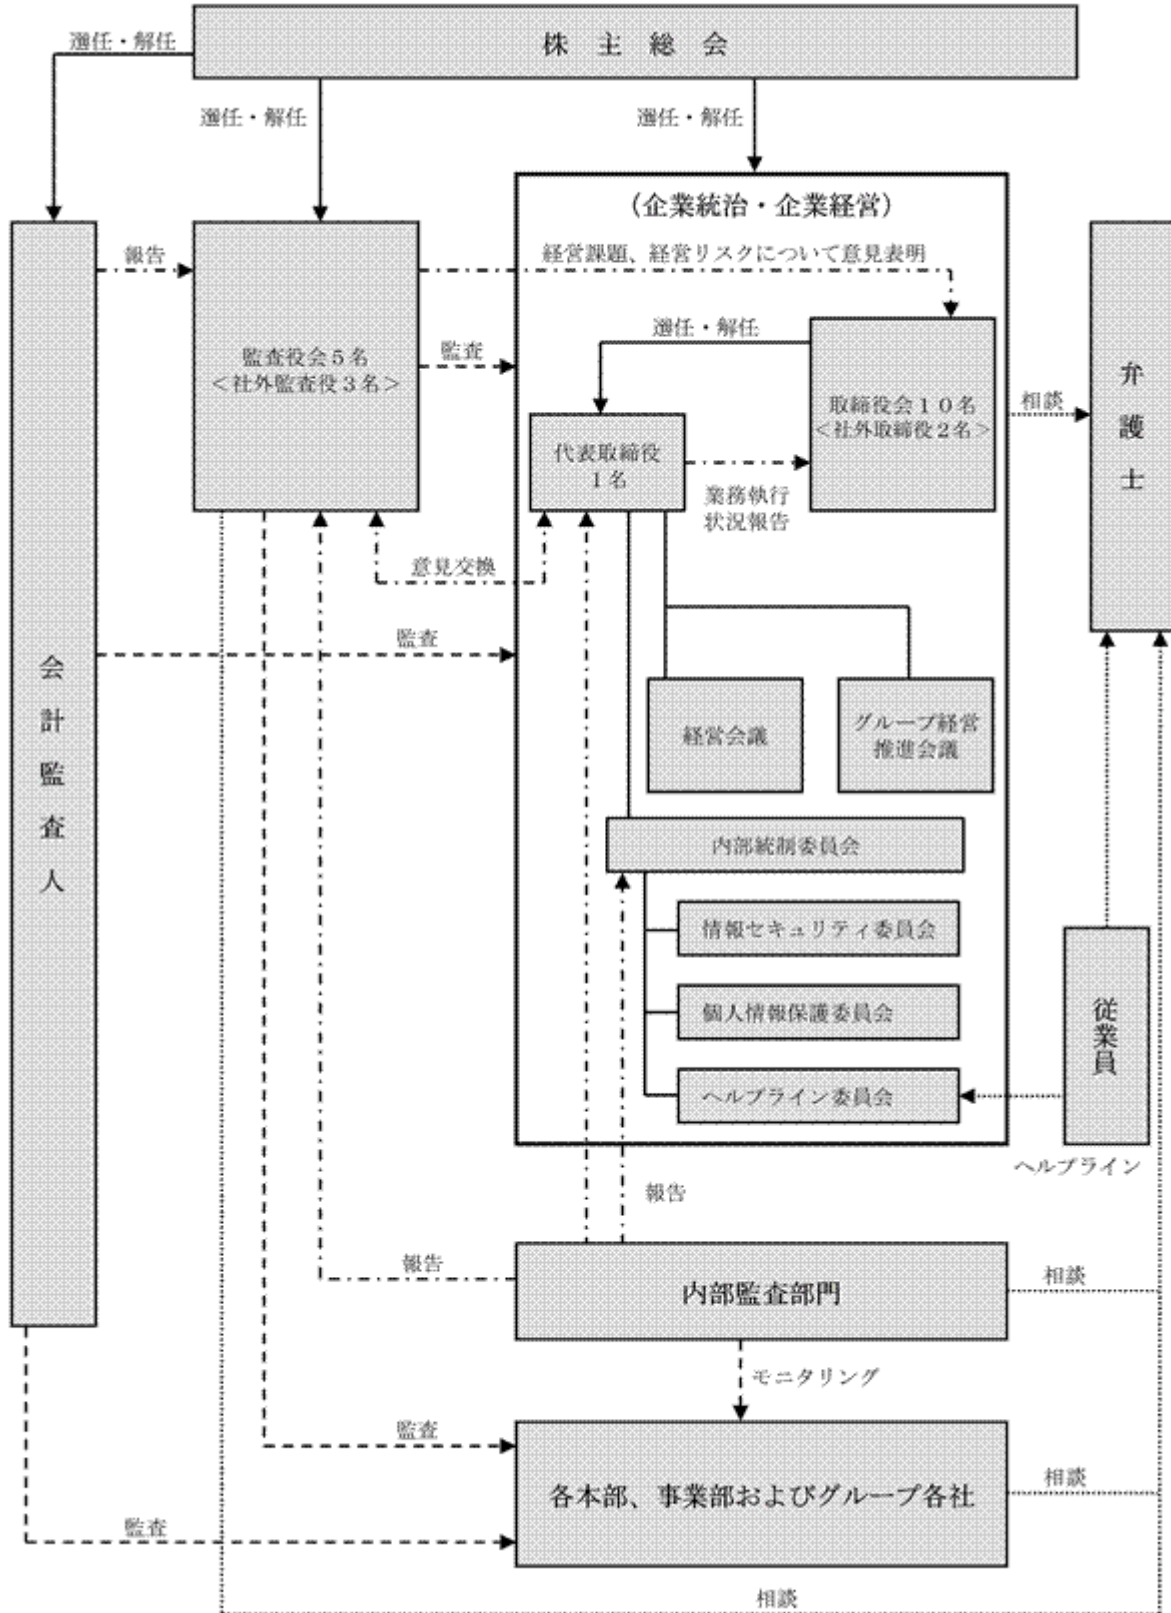 株 主 総 会
選任・解任
選任・解任
選任・解任
(企業統治・企業経営)
報告
経営課題、経営リスクについて意見表明
選任・解任
監査役会5名
<社外監査役3名>
監査
取締役会10名
<社外取締役2名>
相談
弁護士
代表取締役
1名
業務執行
状況報告
意見交換
監査
会計監査人
経営会議
グループ経営
推進会議
内部統制委員会
情報セキュリティ委員会
個人情報保護委員会
ヘルプライン委員会
従業員
ヘルプライン
報告
報告
内部監査部門
相談
モニタリング
監査
各本部、事業部およびグループ各社
相談
監査
相談